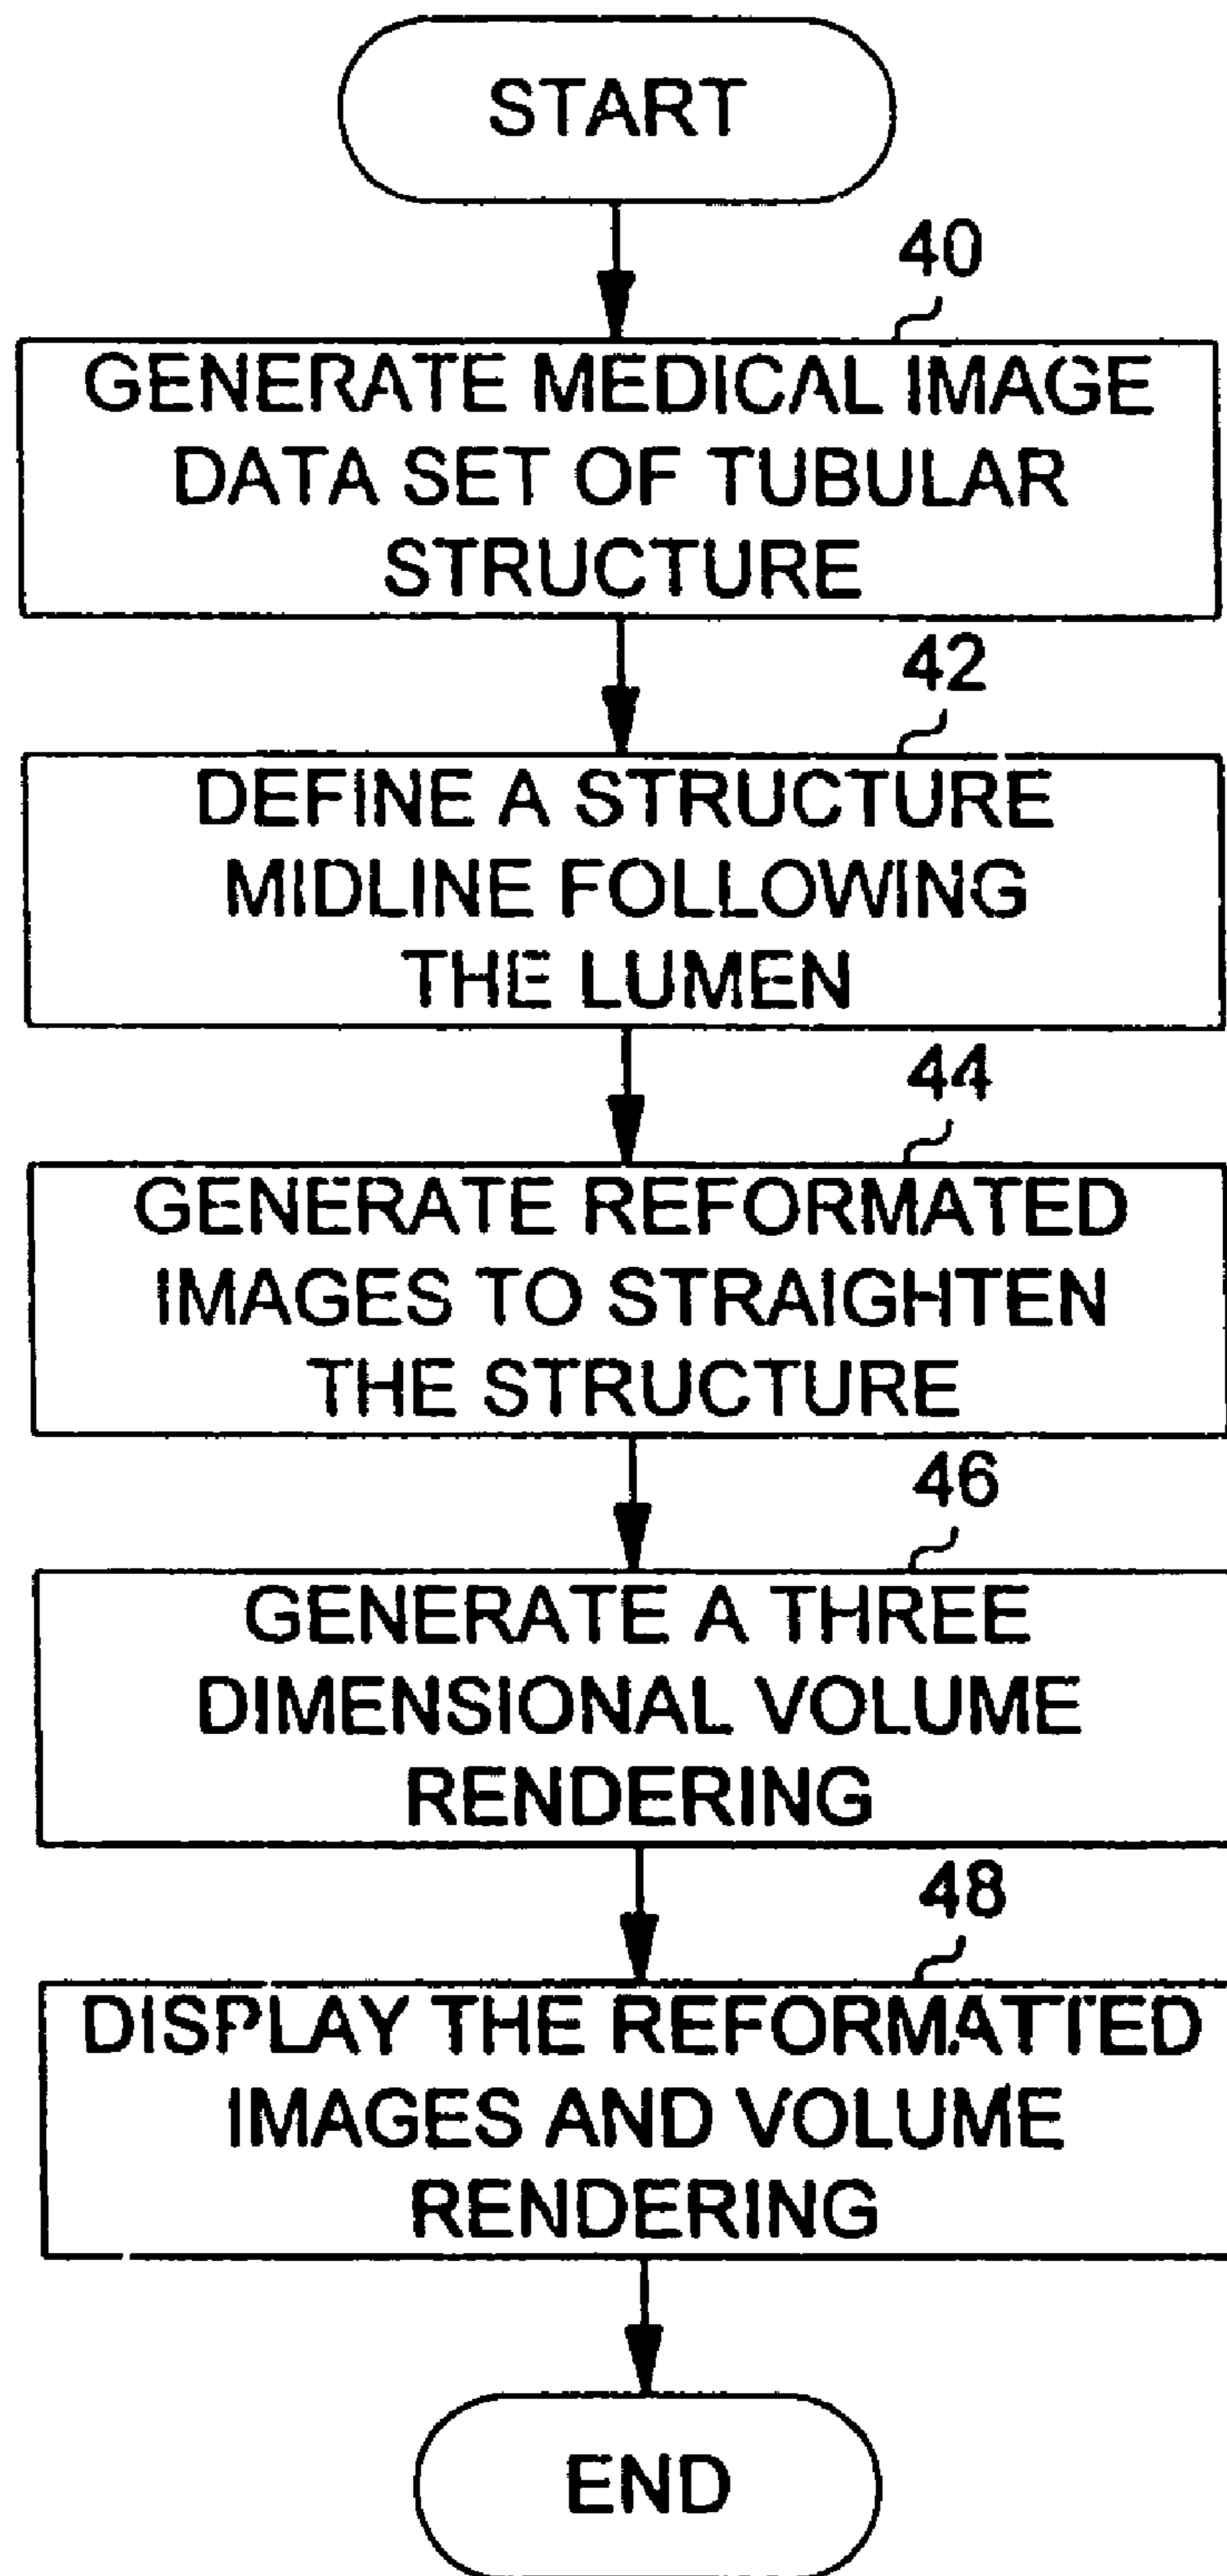 START
40
GENERATE MEDICAL IMAGE
DATA SET OF TUBULAR
STRUCTURE
42
DEFINE A STRUCTURE
MIDLINE FOLLOWING
THE LUMEN
44
GENERATE REFORMATED
IMAGES TO STRAIGHTEN
THE STRUCTURE
46
GENERATE A THREE
DIMENSIONAL VOLUME
RENDERING
48
DISPLAY THE REFORMATTED
IMAGES AND VOLUME
RENDERING
END